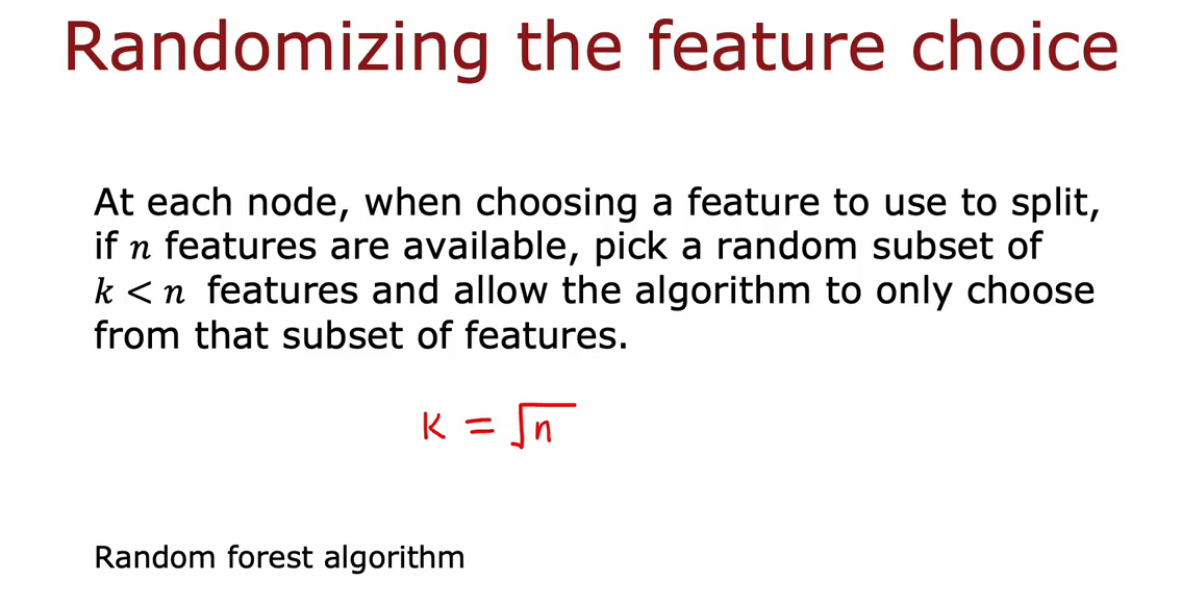 Randomizing the feature choice
At each node, when choosing a feature to use to split,
if n features are available, pick a random subset of
k < n features and allow the algorithm to only choose
from that subset of features.
K = √n
Random forest algorithm